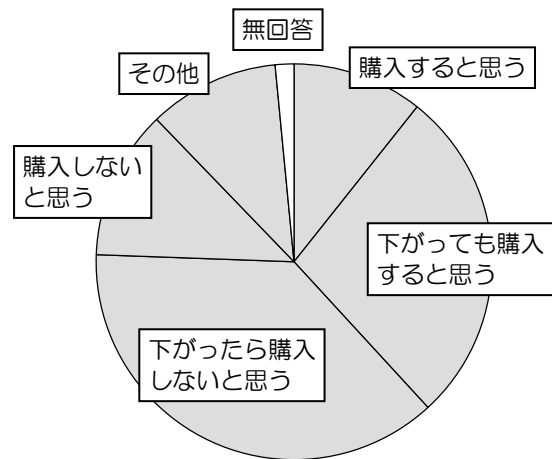 無回答
購入すると思う
その他
購入しない
と思う
下がっても購入
すると思う
下がったら購入
しないと思う